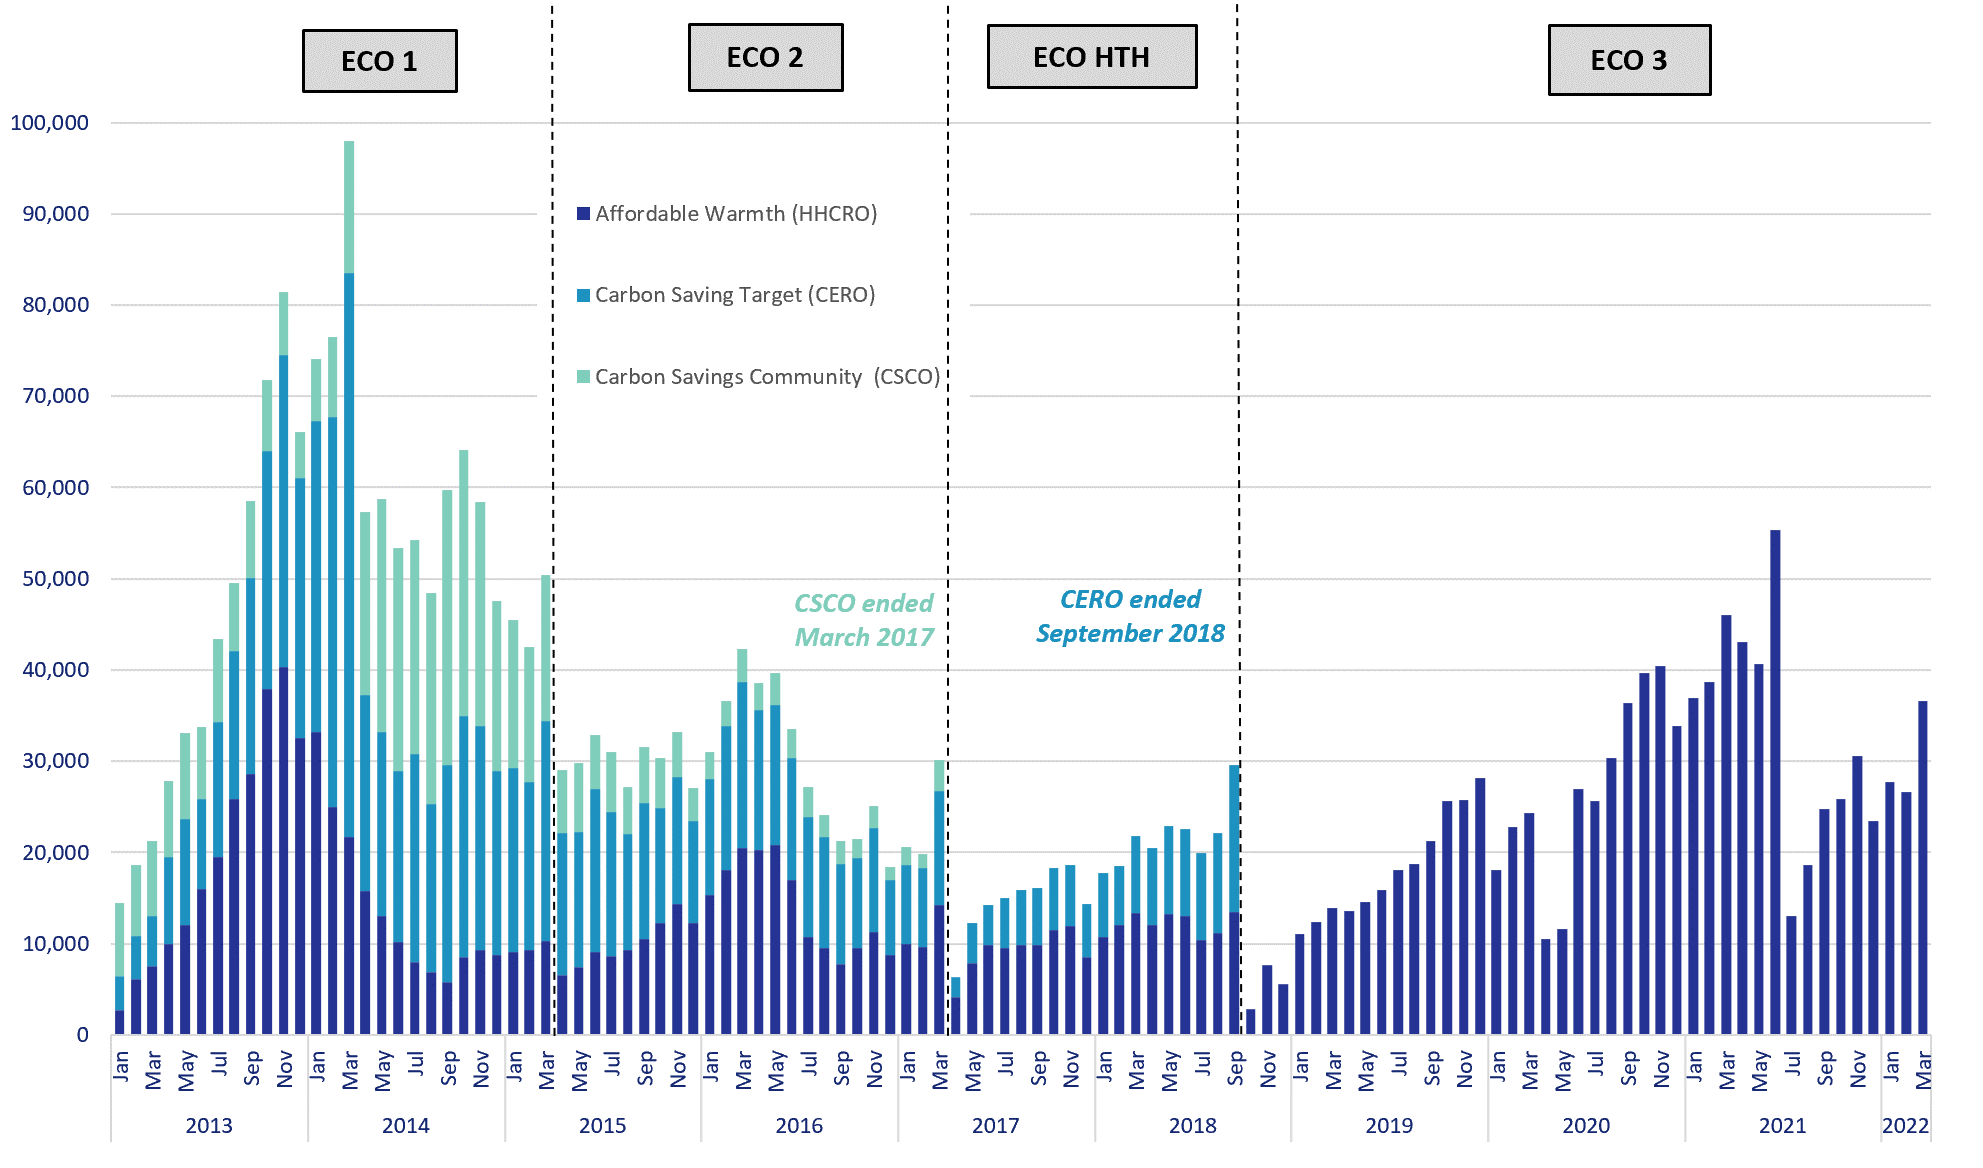 ECO 1
ECO 2
ECO HTH
ECO 3
100,000
90,000
80,000
70,000
60,000
50,000
40,000
30,000
20,000
10,000
0
Affordable Warmth (HHCRO)
Carbon Saving Target (CERO)
Carbon Savings Community (CSCO)
CSCO ended
March 2017
CERO ended
September 2018
Jan Mar May Jul Sep Nov Jan Mar May Jul Sep Nov Jan Mar May Jul Sep Nov Jan Mar May Jul Sep Nov Jan Mar May Jul Sep Nov Jan Mar May Jul Sep Nov Jan Mar May Jul Sep Nov Jan Mar May Jul Sep Nov Jan Mar May Jul Sep Nov Jan Mar
2013 2014 2015 2016 2017 2018 2019 2020 2021 2022